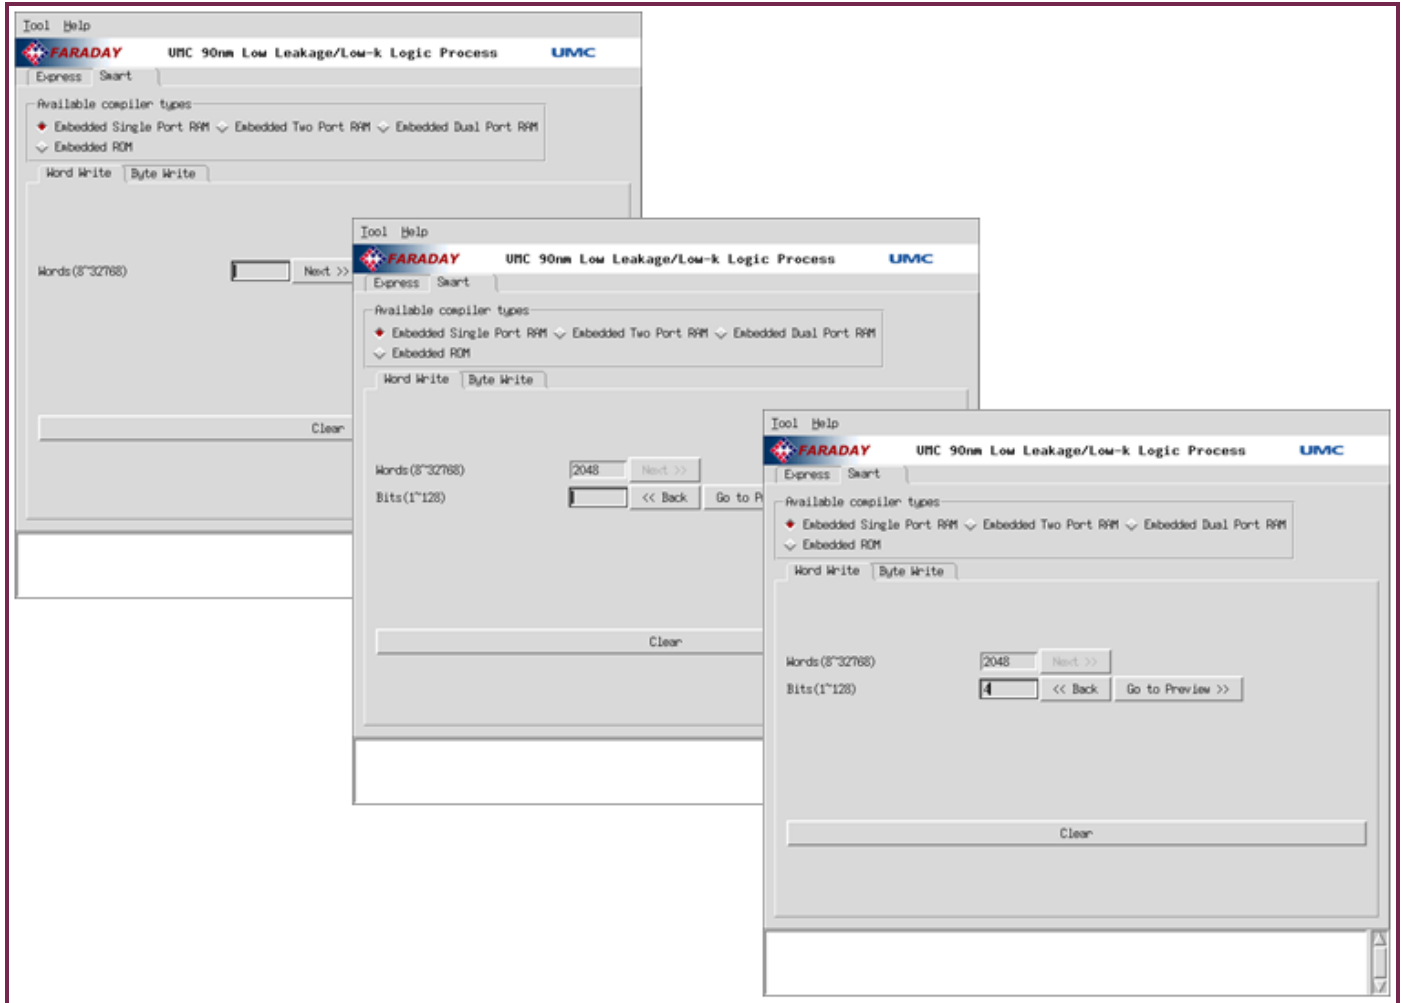 Tool Help
FARADAY UMC 90nm Low Leakage/Low-k Logic Process UMC
Express Smart
Available compiler types
Embedded Single Port RAM Embedded Two Port RAM Embedded Dual Port RAM
Embedded ROM
Word Write Byte Write
Words(8~32768) Next >>
Clear
Tool Help
FARADAY UMC 90nm Low Leakage/Low-k Logic Process UMC
Express Smart
Available compiler types
Embedded Single Port RAM Embedded Two Port RAM Embedded Dual Port RAM
Embedded ROM
Word Write Byte Write
Words(8~32768) 2048 Next >>
Bits(1~128) << Back Go to P
Clear
Tool Help
FARADAY UMC 90nm Low Leakage/Low-k Logic Process UMC
Express Smart
Available compiler types
Embedded Single Port RAM Embedded Two Port RAM Embedded Dual Port RAM
Embedded ROM
Word Write Byte Write
Words(8~32768) 2048 Next >>
Bits(1~128) 4 << Back Go to Preview >>
Clear